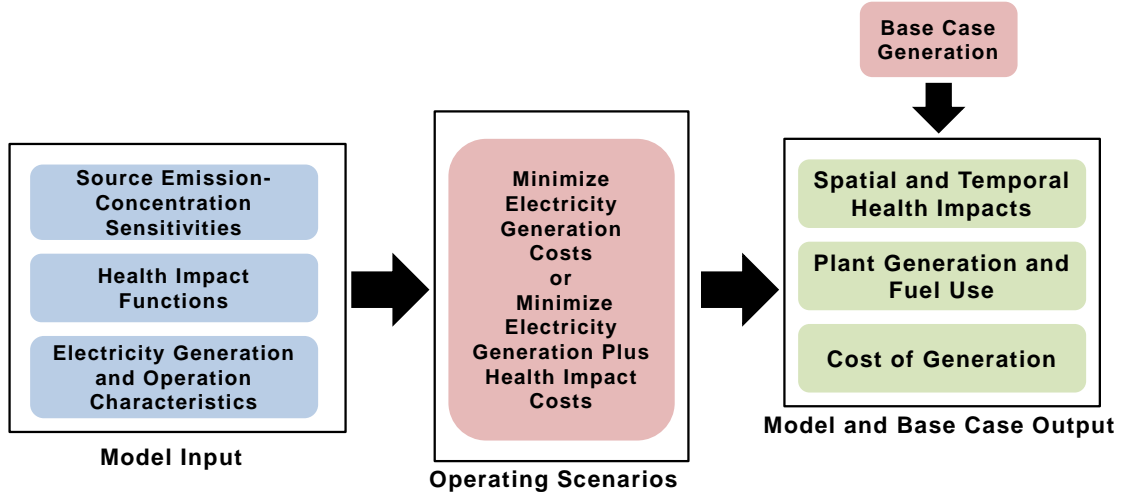 Source Emission-
Concentration
Sensitivities
Health Impact
Functions
Electricity Generation
and Operation
Characteristics
Model Input
Minimize
Electricity
Generation
Costs
or
Minimize
Electricity
Generation Plus
Health Impact
Costs
Operating Scenarios
Base Case
Generation
Spatial and Temporal
Health Impacts
Plant Generation and
Fuel Use
Cost of Generation
Model and Base Case Output